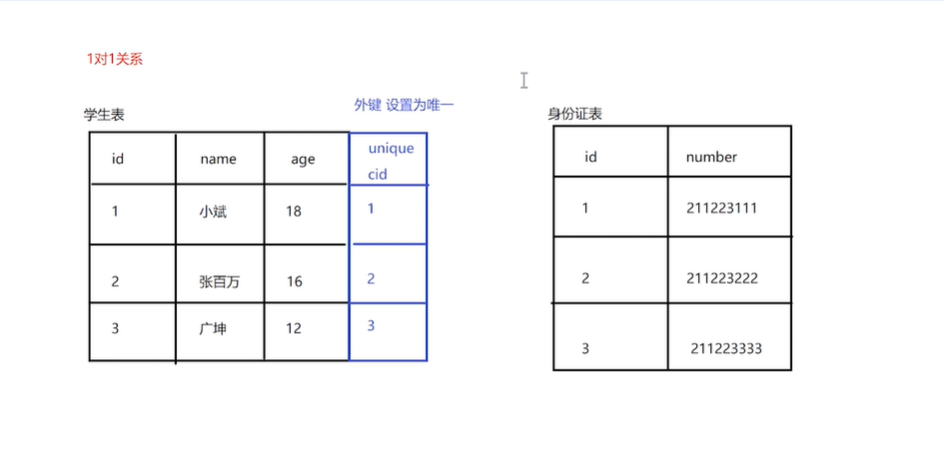 1对1关系
外键 设置为唯一
学生表
身份证表
id name age unique
cid
1 小斌 18 1
2 张百万 16 2
3 广坤 12 3
id number
1 211223111
2 211223222
3 211223333